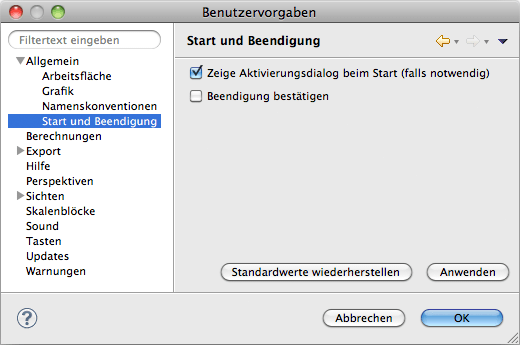 Benutzervorgaben
Filtertext eingeben
Allgemein
Arbeitsfläche
Grafik
Namenskonventionen
Start und Beendigung
Berechnungen
Export
Hilfe
Perspektiven
Sichten
Skalenblöcke
Sound
Tasten
Updates
Warnungen
Start und Beendigung
Zeige Aktivierungsdialog beim Start (falls notwendig)
Beendigung bestätigen
Standardwerte wiederherstellen
Anwenden
?
Abbrechen
OK